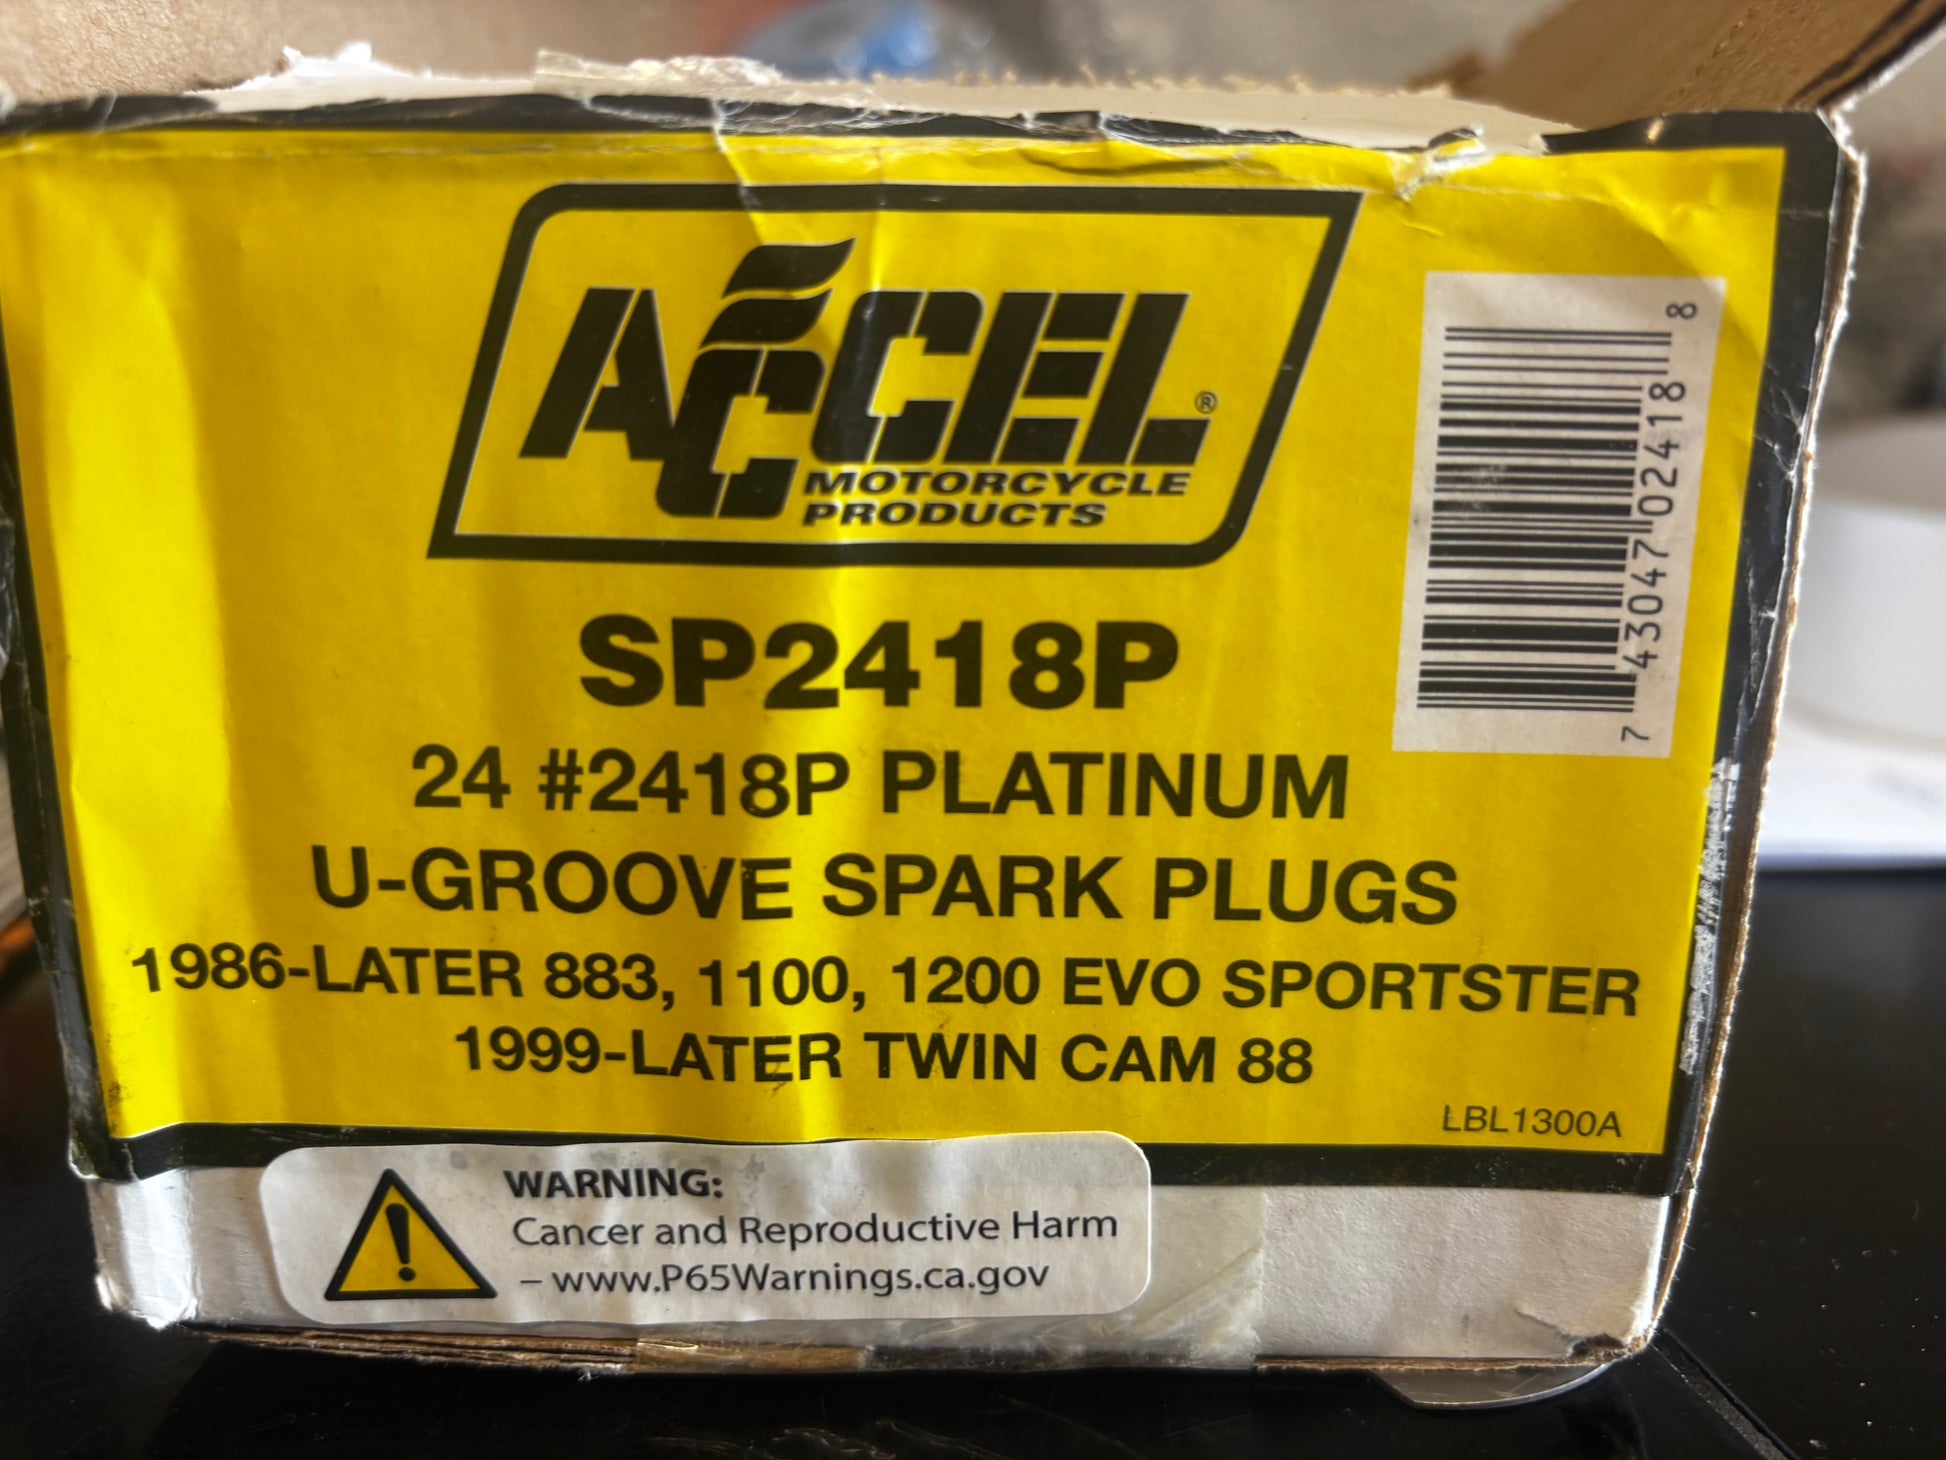 ACCEL®
MOTORCYCLE
PRODUCTS
SP2418P
24 #2418P PLATINUM
U-GROOVE SPARK PLUGS
1986-LATER 883, 1100, 1200 EVO SPORTSTER
1999-LATER TWIN CAM 88
LBL1300A
7 43047 02418 8
WARNING:
Cancer and Reproductive Harm
– www.P65Warnings.ca.gov